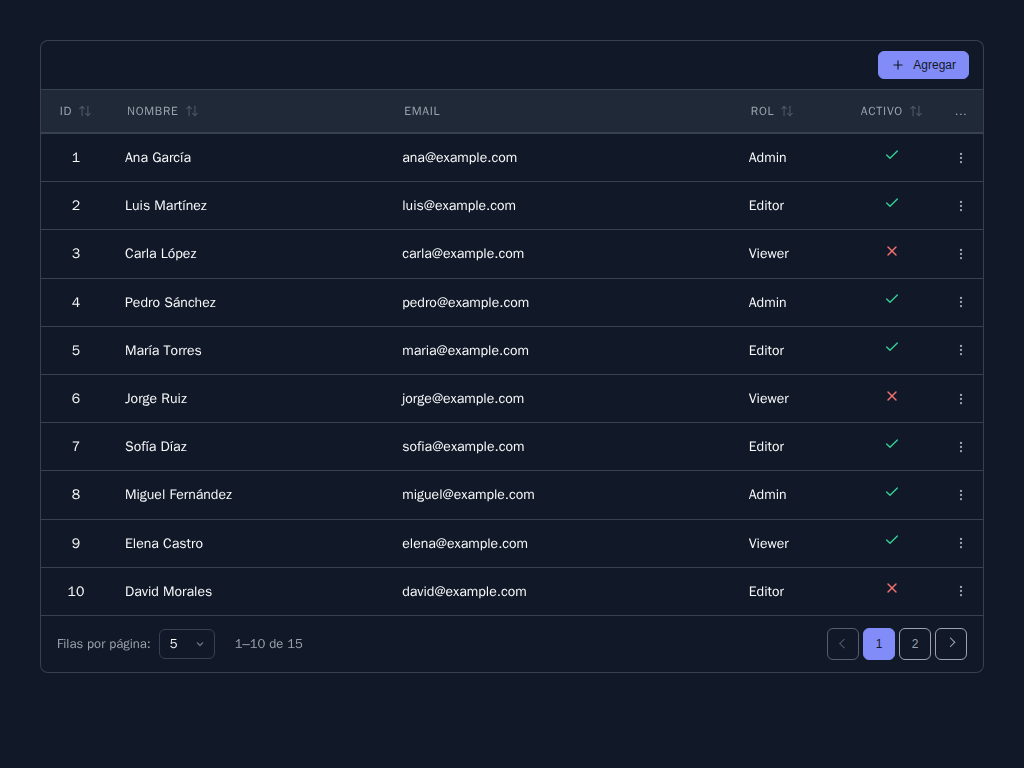 Agregar
ID NOMBRE EMAIL ROL ACTIVO ...
1 Ana García ana@example.com Admin
2 Luis Martínez luis@example.com Editor
3 Carla López carla@example.com Viewer
4 Pedro Sánchez pedro@example.com Admin
5 María Torres maria@example.com Editor
6 Jorge Ruiz jorge@example.com Viewer
7 Sofía Díaz sofia@example.com Editor
8 Miguel Fernández miguel@example.com Admin
9 Elena Castro elena@example.com Viewer
10 David Morales david@example.com Editor
Filas por página: 5 1–10 de 15 1 2